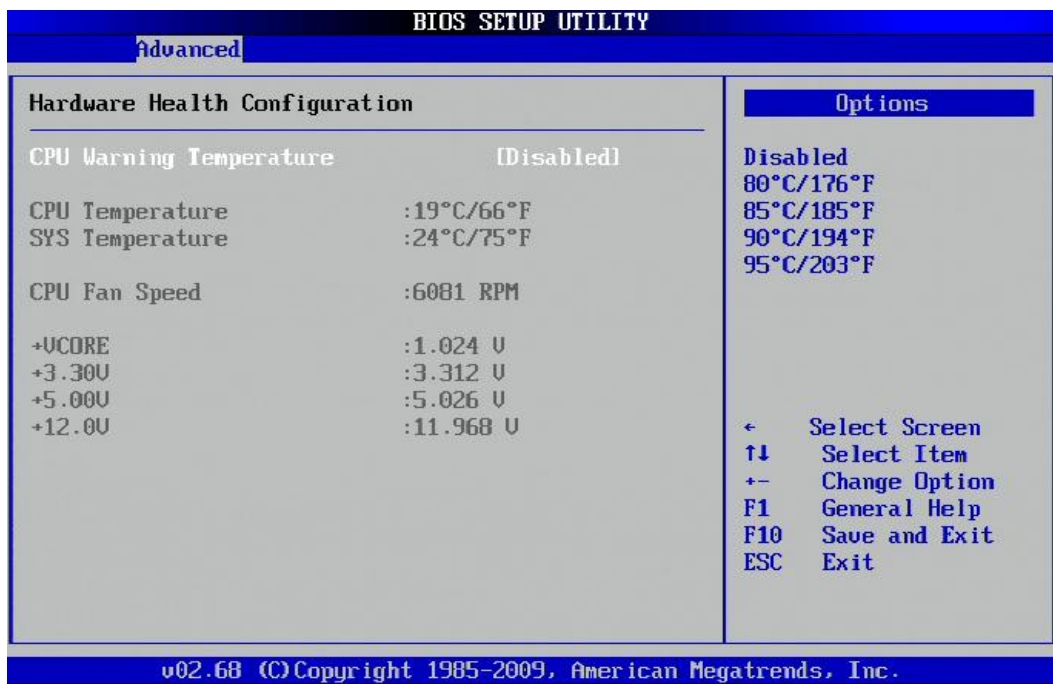 BIOS SETUP UTILITY
Advanced
Hardware Health Configuration
CPU Warning Temperature [Disabled]
CPU Temperature :19°C/66°F
SYS Temperature :24°C/75°F
CPU Fan Speed :6081 RPM
+VCORE :1.024 V
+3.30V :3.312 V
+5.00V :5.026 V
+12.0V :11.968 V
Options
Disabled
80°C/176°F
85°C/185°F
90°C/194°F
95°C/203°F
← Select Screen
↑↓ Select Item
+- Change Option
F1 General Help
F10 Save and Exit
ESC Exit
v02.68 (C)Copyright 1985-2009, American Megatrends, Inc.